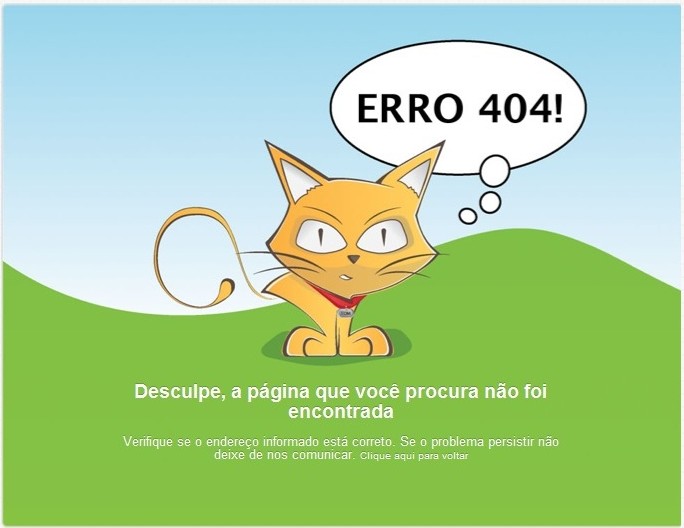 ERRO 404!
Desculpe, a página que você procura não foi
encontrada
Verifique se o endereço informado está correto. Se o problema persistir não
deixe de nos comunicar. Clique aqui para voltar